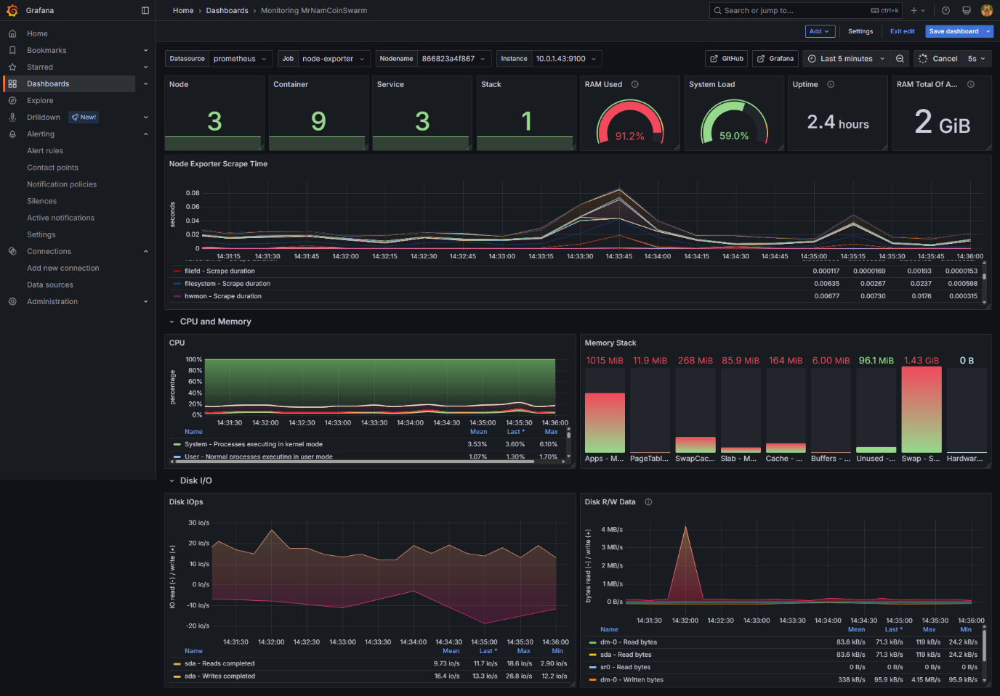 Grafana
Home › Dashboards › Monitoring MrNamCoinSwarm
Search or jump to... ctrl+k
Add Settings Exit edit Save dashboard
Home
Bookmarks
Starred
Dashboards
Explore
Drilldown New!
Alerting
Alert rules
Contact points
Notification policies
Silences
Active notifications
Settings
Connections
Add new connection
Data sources
Administration
Datasource prometheus Job node-exporter Nodename 866823a4f867 Instance 10.0.1.43:9100
GitHub Grafana Last 5 minutes Cancel 5s
Node Container Service Stack RAM Used System Load Uptime RAM Total Of A...
3 9 3 1 91.2% 59.0% 2.4 hours 2 GiB
Node Exporter Scrape Time
seconds
0.08
0.06
0.04
0.02
0
14:31:15 14:31:30 14:31:45 14:32:00 14:32:15 14:32:30 14:32:45 14:33:00 14:33:15 14:33:30 14:33:45 14:34:00 14:34:15 14:34:30 14:34:45 14:35:00 14:35:15 14:35:30 14:35:45 14:36:00
filefd - Scrape duration 0.000117 0.0000169 0.00193 0.0000153
filesystem - Scrape duration 0.00635 0.00267 0.0237 0.000598
hwmon - Scrape duration 0.00677 0.00730 0.0176 0.000315
CPU and Memory
CPU
percentage
100%
80%
60%
40%
20%
0%
14:31:30 14:32:00 14:32:30 14:33:00 14:33:30 14:34:00 14:34:30 14:35:00 14:35:30 14:36:00
Name Mean Last * Max
System - Processes executing in kernel mode 3.53% 3.60% 6.10%
User - Normal processes executing in user mode 1.07% 1.30% 1.70%
Memory Stack
1015 MiB 11.9 MiB 268 MiB 85.9 MiB 164 MiB 6.00 MiB 96.1 MiB 1.43 GiB 0 B
Apps - M... PageTabl... SwapCac... Slab - M... Cache - ... Buffers - ... Unused -... Swap - S... Hardwar...
Disk I/O
Disk IOps
IO read (-) / write (+)
30 io/s
20 io/s
10 io/s
0 io/s
-10 io/s
-20 io/s
14:31:30 14:32:00 14:32:30 14:33:00 14:33:30 14:34:00 14:34:30 14:35:00 14:35:30 14:36:00
Name Mean Last * Max Min
sda - Reads completed 9.73 io/s 11.7 io/s 18.6 io/s 2.90 io/s
sda - Writes completed 16.4 io/s 13.3 io/s 26.8 io/s 12.2 io/s
Disk R/W Data
bytes read (-) / write (+)
4 MB/s
3 MB/s
2 MB/s
1 MB/s
0 B/s
14:31:30 14:32:00 14:32:30 14:33:00 14:33:30 14:34:00 14:34:30 14:35:00 14:35:30 14:36:00
Name Mean Last * Max Min
dm-0 - Read bytes 83.6 kB/s 71.3 kB/s 119 kB/s 24.2 kB/s
sda - Read bytes 83.6 kB/s 71.3 kB/s 119 kB/s 24.2 kB/s
sr0 - Read bytes 0 B/s 0 B/s 0 B/s 0 B/s
dm-0 - Written bytes 338 kB/s 95.9 kB/s 4.15 MB/s 95.9 kB/s